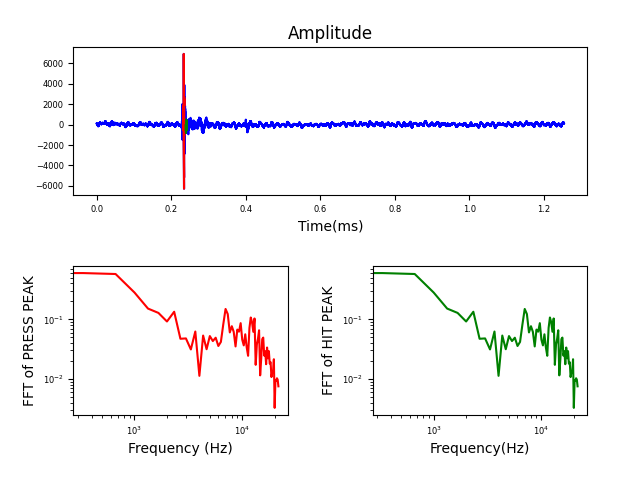 Amplitude
6000
4000
2000
0
−2000
−4000
−6000
0.0 0.2 0.4 0.6 0.8 1.0 1.2
Time(ms)
FFT of PRESS PEAK
10⁻¹
10⁻²
10³ 10⁴
Frequency (Hz)
FFT of HIT PEAK
10⁻¹
10⁻²
10³ 10⁴
Frequency(Hz)